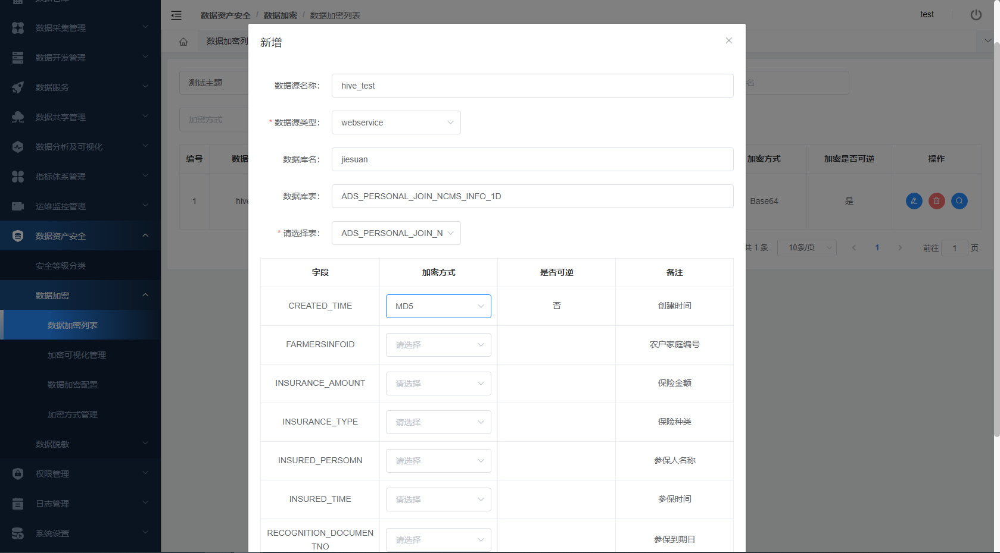 数据采集管理
数据开发管理
数据服务
数据共享管理
数据分析及可视化
指标体系管理
运维监控管理
数据资产安全
安全等级分类
数据加密
数据加密列表
加密可视化管理
数据加密配置
加密方式管理
数据脱敏
权限管理
日志管理
系统设置
数据资产安全 / 数据加密 / 数据加密列表
test
数据加密列
测试主题
名
加密方式
编号 数据 加密方式 加密是否可逆 操作
1 hive Base64 是
共 1 条 10条/页 1 前往 1 页
新增
数据源名称： hive_test
* 数据源类型： webservice
数据库名： jiesuan
数据库表： ADS_PERSONAL_JOIN_NCMS_INFO_1D
* 请选择表： ADS_PERSONAL_JOIN_N
字段 加密方式 是否可逆 备注
CREATED_TIME MD5 否 创建时间
FARMERSINFOID 请选择 农户家庭编号
INSURANCE_AMOUNT 请选择 保险金额
INSURANCE_TYPE 请选择 保险种类
INSURED_PERSOMN 请选择 参保人名称
INSURED_TIME 请选择 参保时间
RECOGNITION_DOCUMEN
TNO 请选择 参保到期日